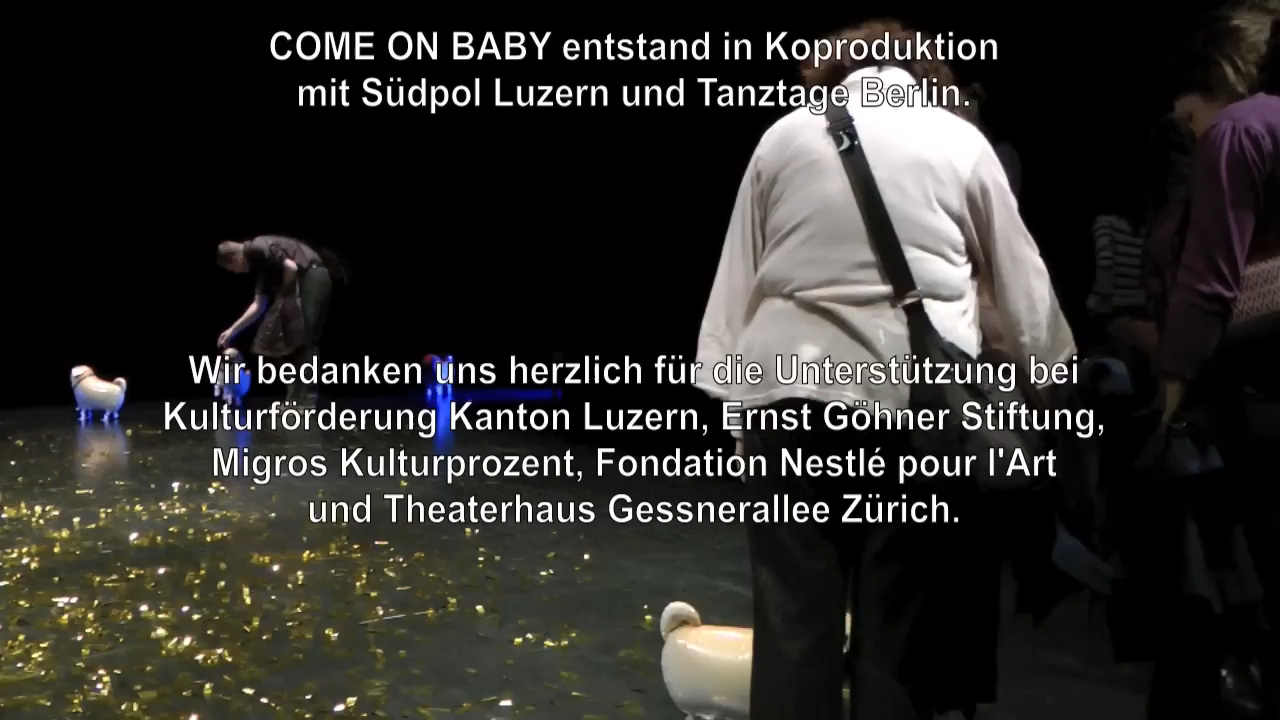 COME ON BABY entstand in Koproduktion
mit Südpol Luzern und Tanztage Berlin.
Wir bedanken uns herzlich für die Unterstützung bei
Kulturförderung Kanton Luzern, Ernst Göhner Stiftung,
Migros Kulturprozent, Fondation Nestlé pour l'Art
und Theaterhaus Gessnerallee Zürich.